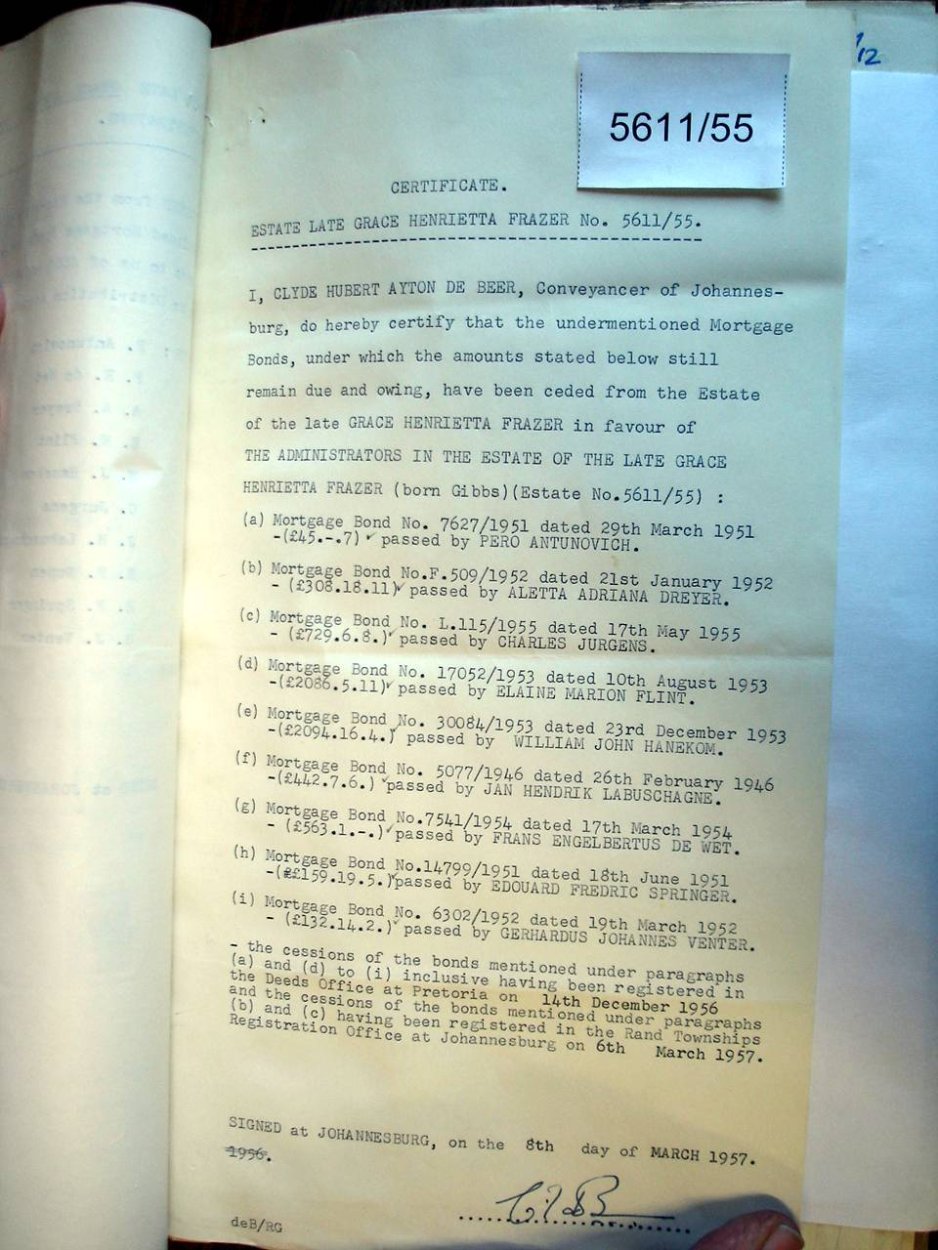 /12
5611/55
CERTIFICATE.
ESTATE LATE GRACE HENRIETTA FRAZER No. 5611/55.
I, CLYDE HUBERT AYTON DE BEER, Conveyancer of Johannes-
burg, do hereby certify that the undermentioned Mortgage
Bonds, under which the amounts stated below still
remain due and owing, have been ceded from the Estate
of the late GRACE HENRIETTA FRAZER in favour of
THE ADMINISTRATORS IN THE ESTATE OF THE LATE GRACE
HENRIETTA FRAZER (born Gibbs)(Estate No.5611/55) :
(a) Mortgage Bond No. 7627/1951 dated 29th March 1951
-(£45.-.7) passed by PERO ANTUNOVICH.
(b) Mortgage Bond No.F.509/1952 dated 21st January 1952
- (£308.18.11) passed by ALETTA ADRIANA DREYER.
(c) Mortgage Bond No. L.115/1955 dated 17th May 1955
- (£729.6.8.) passed by CHARLES JURGENS.
(d) Mortgage Bond No. 17052/1953 dated 10th August 1953
-(£2086.5.11) passed by ELAINE MARION FLINT.
(e) Mortgage Bond No. 30084/1953 dated 23rd December 1953
-(£2094.16.4.) passed by WILLIAM JOHN HANEKOM.
(f) Mortgage Bond No. 5077/1946 dated 26th February 1946
-(£442.7.6.) passed by JAN HENDRIK LABUSCHAGNE.
(g) Mortgage Bond No.7541/1954 dated 17th March 1954
- (£563.1.-.) passed by FRANS ENGELBERTUS DE WET.
(h) Mortgage Bond No.14799/1951 dated 18th June 1951
-(££159.19.5.) passed by EDOUARD FREDRIC SPRINGER.
(i) Mortgage Bond No. 6302/1952 dated 19th March 1952
- (£132.14.2.) passed by GERHARDUS JOHANNES VENTER.
- the cessions of the bonds mentioned under paragraphs
(a) and (d) to (i) inclusive having been registered in
the Deeds Office at Pretoria on 14th December 1956
and the cessions of the bonds mentioned under paragraphs
(b) and (c) having been registered in the Rand Townships
Registration Office at Johannesburg on 6th March 1957.
SIGNED at JOHANNESBURG, on the 8th day of MARCH 1957.
1956.
deB/RG